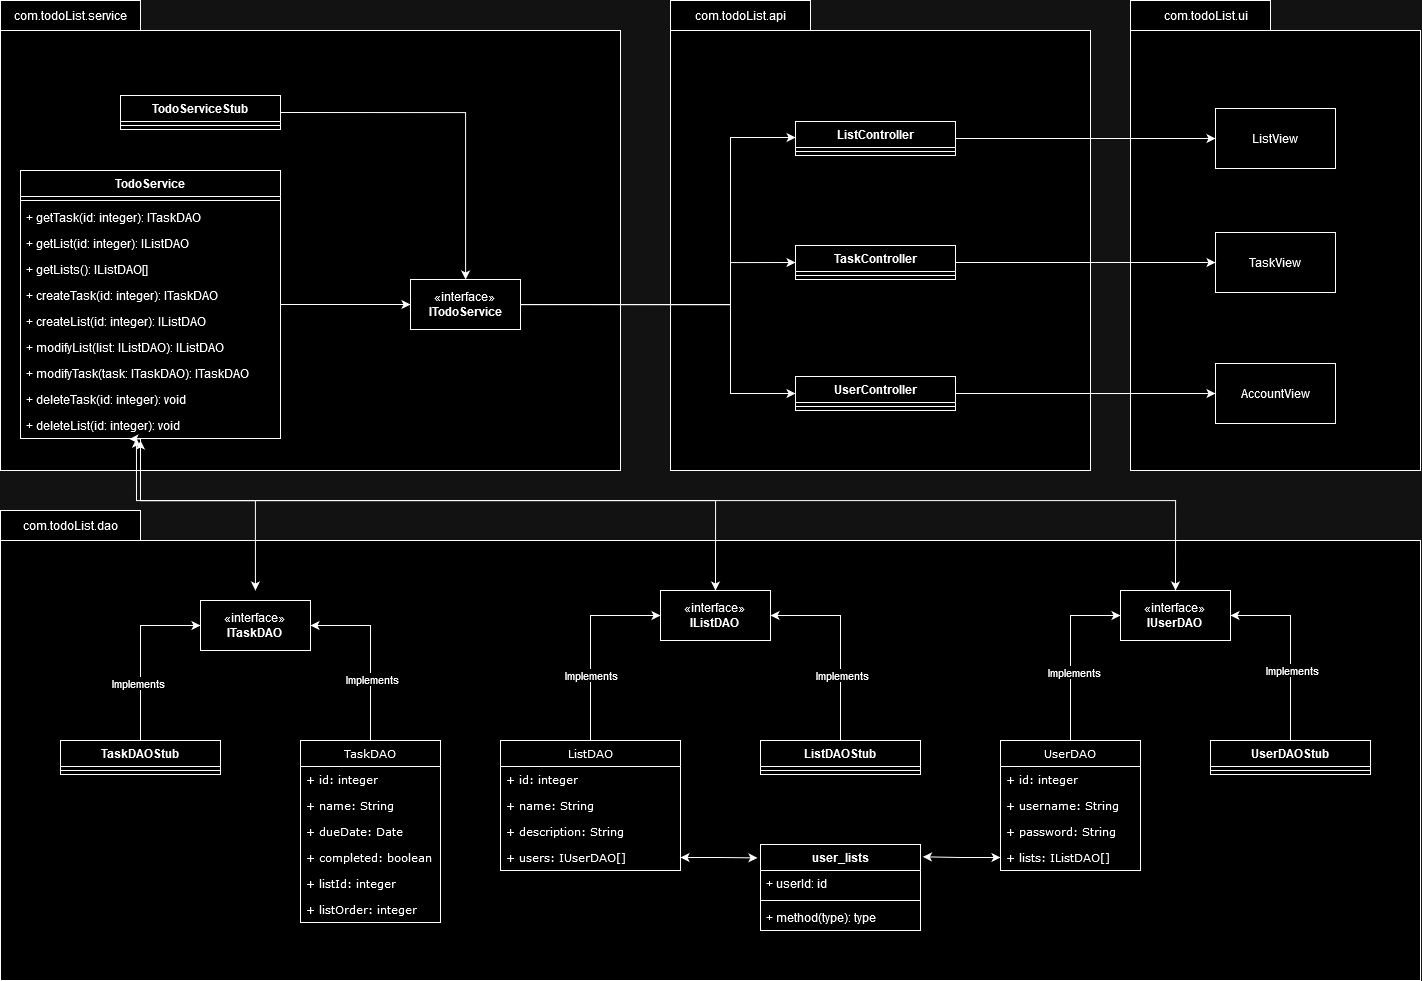 com.todoList.service
com.todoList.api
com.todoList.ui
TodoServiceStub
TodoService
+ getTask(id: integer): ITaskDAO
+ getList(id: integer): IListDAO
+ getLists(): IListDAO[]
+ createTask(id: integer): ITaskDAO
+ createList(id: integer): IListDAO
+ modifyList(list: IListDAO): IListDAO
+ modifyTask(task: ITaskDAO): ITaskDAO
+ deleteTask(id: integer): void
+ deleteList(id: integer): void
«interface»
ITodoService
ListController
TaskController
UserController
ListView
TaskView
AccountView
com.todoList.dao
«interface»
ITaskDAO
Implements
Implements
TaskDAOStub
TaskDAO
+ id: integer
+ name: String
+ dueDate: Date
+ completed: boolean
+ listId: integer
+ listOrder: integer
«interface»
IListDAO
Implements
Implements
ListDAO
+ id: integer
+ name: String
+ description: String
+ users: IUserDAO[]
ListDAOStub
user_lists
+ userId: id
+ method(type): type
«interface»
IUserDAO
Implements
Implements
UserDAO
+ id: integer
+ username: String
+ password: String
+ lists: IListDAO[]
UserDAOStub